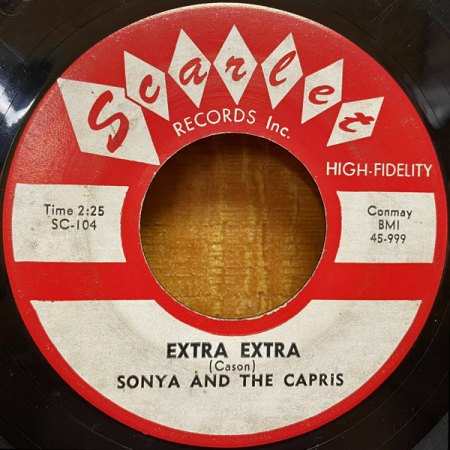 Scarlet
RECORDS Inc.
HIGH-FIDELITY
Time 2:25
SC-104
Conmay
BMI
45-999
EXTRA EXTRA
(Cason)
SONYA AND THE CAPRiS